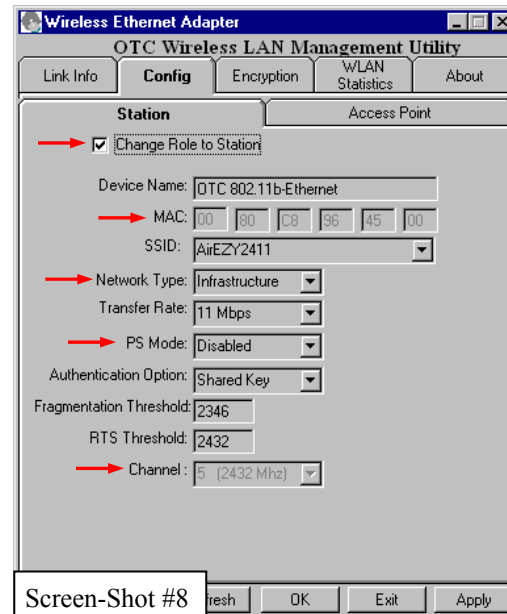 Wireless Ethernet Adapter
OTC Wireless LAN Management Utility
Link Info Config Encryption WLAN Statistics About
Station Access Point
Change Role to Station
Device Name: OTC 802.11b-Ethernet
MAC: 00 80 C8 96 45 00
SSID: AirEZY2411
Network Type: Infrastructure
Transfer Rate: 11 Mbps
PS Mode: Disabled
Authentication Option: Shared Key
Fragmentation Threshold: 2346
RTS Threshold: 2432
Channel : 5 (2432 Mhz)
Screen-Shot #8 fresh OK Exit Apply